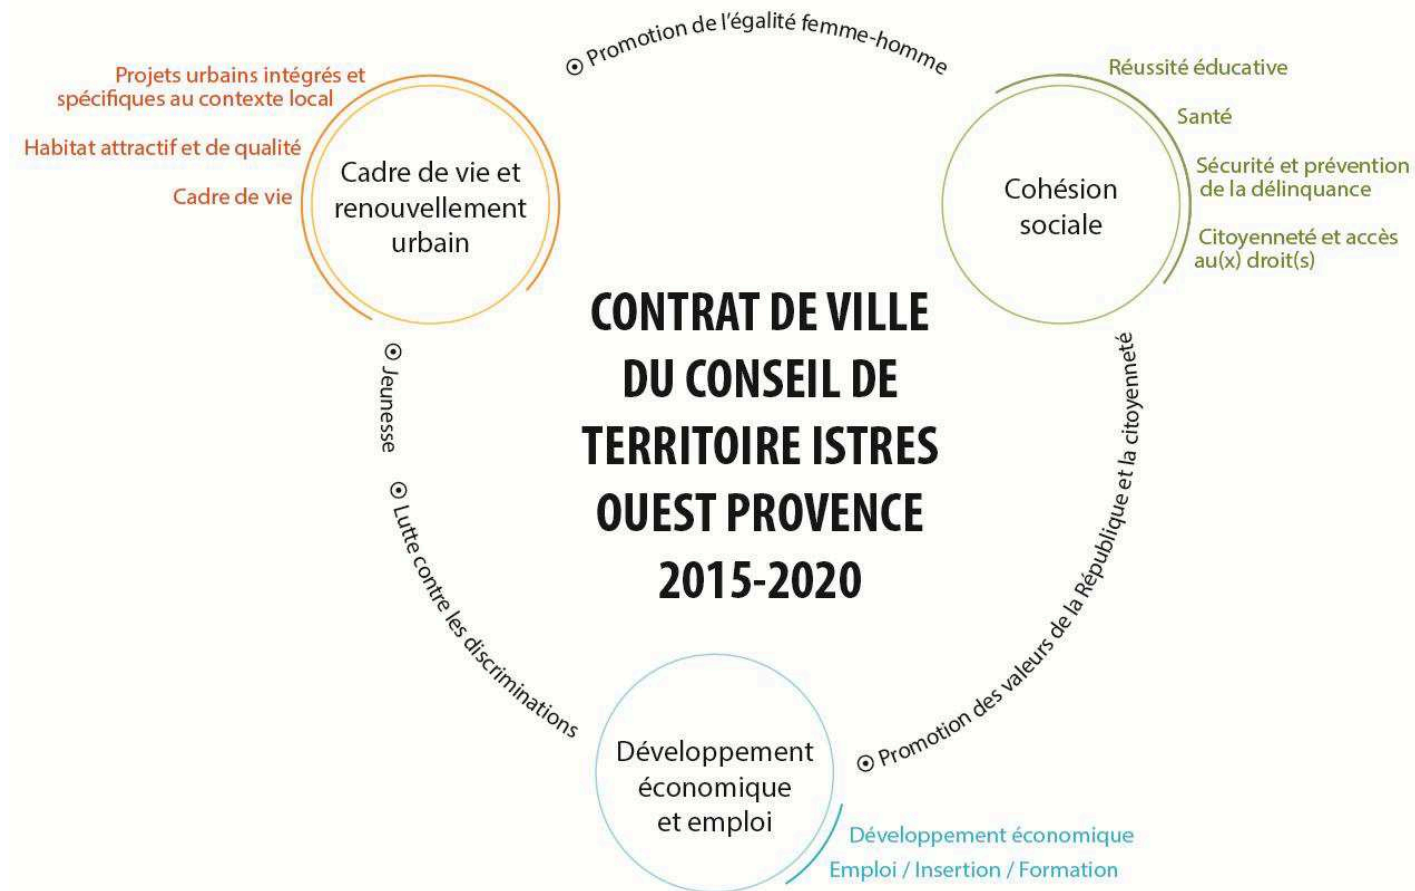 Promotion de l'égalité femme-homme
Projets urbains intégrés et
spécifiques au contexte local
Habitat attractif et de qualité
Cadre de vie
Cadre de vie et
renouvellement
urbain
Réussite éducative
Santé
Sécurité et prévention
de la délinquance
Citoyenneté et accès
au(x) droit(s)
Cohésion
sociale
CONTRAT DE VILLE
DU CONSEIL DE
TERRITOIRE ISTRES
OUEST PROVENCE
2015-2020
Jeunesse
Lutte contre les discriminations
Promotion des valeurs de la République et la citoyenneté
Développement
économique
et emploi
Développement économique
Emploi / Insertion / Formation